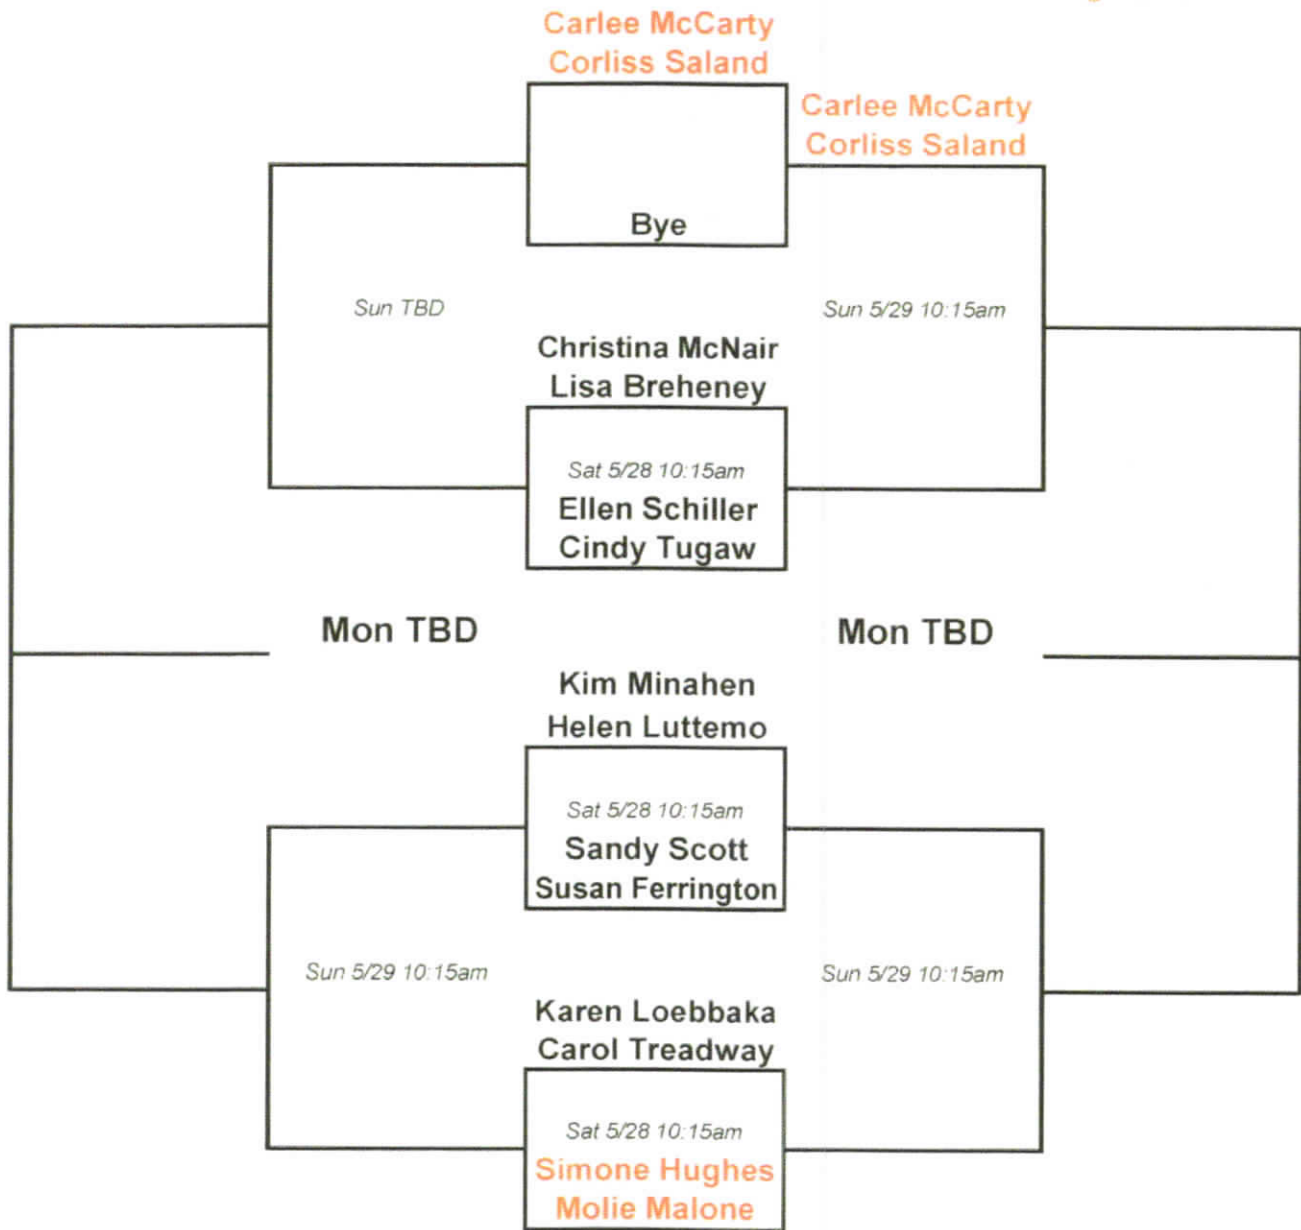 Carlee McCarty
Corliss Saland
Carlee McCarty
Corliss Saland
Bye
Sun TBD
Sun 5/29 10:15am
Christina McNair
Lisa Breheney
Sat 5/28 10:15am
Ellen Schiller
Cindy Tugaw
Mon TBD
Mon TBD
Kim Minahen
Helen Luttemo
Sat 5/28 10:15am
Sandy Scott
Susan Ferrington
Sun 5/29 10:15am
Sun 5/29 10:15am
Karen Loebbaka
Carol Treadway
Sat 5/28 10:15am
Simone Hughes
Molie Malone